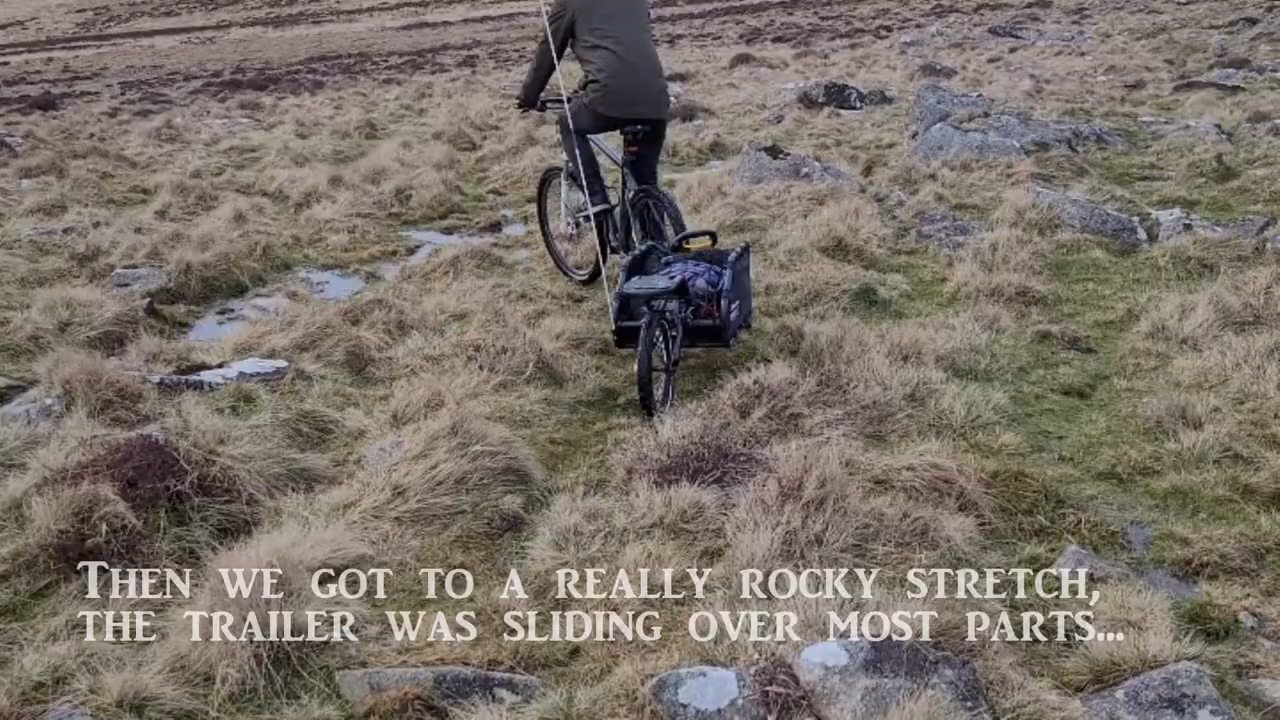 Then we got to a really rocky stretch,
the trailer was sliding over most parts...